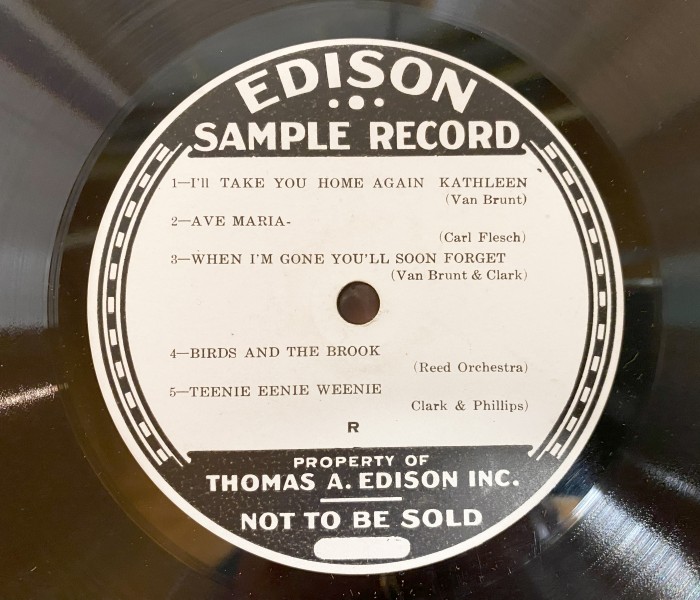 EDISON
SAMPLE RECORD
1—I'll TAKE YOU HOME AGAIN KATHLEEN
(Van Brunt)
2—AVE MARIA-
(Carl Flesch)
3—WHEN I'M GONE YOU'LL SOON FORGET
(Van Brunt & Clark)
4—BIRDS AND THE BROOK
(Reed Orchestra)
5—TEENIE EENIE WEENIE
Clark & Phillips)
R
PROPERTY OF
THOMAS A. EDISON INC.
NOT TO BE SOLD